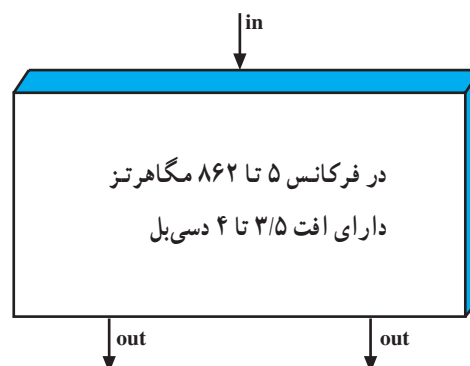 in
در فرکانس ۵ تا ۸۶۲ مگاهرتز
دارای افت ۳/۵ تا ۴ دسی‌بل
out
out